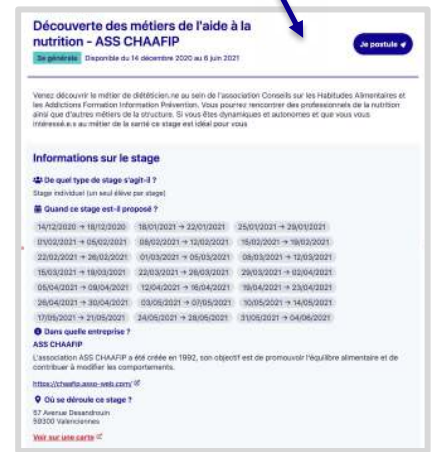 Découverte des métiers de l'aide à la
nutrition - ASS CHAAFIP
Je postule
3e générale Disponible du 14 décembre 2020 au 6 juin 2021
Venez découvrir le métier de diététicien.ne au sein de l'association Conseils sur les Habitudes Alimentaires et
les Addictions Formation Information Prévention. Vous pourrez rencontrer des professionnels de la nutrition
ainsi que d'autres métiers de la structure. Si vous êtes dynamiques et autonomes et que vous vous
intéressé.e.s au métier de la santé ce stage est idéal pour vous
Informations sur le stage
De quel type de stage s'agit-il ?
Stage individuel (un seul élève par stage)
Quand ce stage est-il proposé ?
14/12/2020 → 18/12/2020 18/01/2021 → 22/01/2021 25/01/2021 → 29/01/2021
01/02/2021 → 05/02/2021 08/02/2021 → 12/02/2021 15/02/2021 → 19/02/2021
22/02/2021 → 26/02/2021 01/03/2021 → 05/03/2021 08/03/2021 → 12/03/2021
15/03/2021 → 19/03/2021 22/03/2021 → 26/03/2021 29/03/2021 → 02/04/2021
05/04/2021 → 09/04/2021 12/04/2021 → 16/04/2021 19/04/2021 → 23/04/2021
26/04/2021 → 30/04/2021 03/05/2021 → 07/05/2021 10/05/2021 → 14/05/2021
17/05/2021 → 21/05/2021 24/05/2021 → 28/05/2021 31/05/2021 → 04/06/2021
Dans quelle entreprise ?
ASS CHAAFIP
L'association ASS CHAAFIP a été créée en 1992, son objectif est de promouvoir l'équilibre alimentaire et de
contribuer à modifier les comportements.
https://chaafip.asso-web.com/
Où se déroule ce stage ?
57 Avenue Desandrouin
59300 Valenciennes
Voir sur une carte